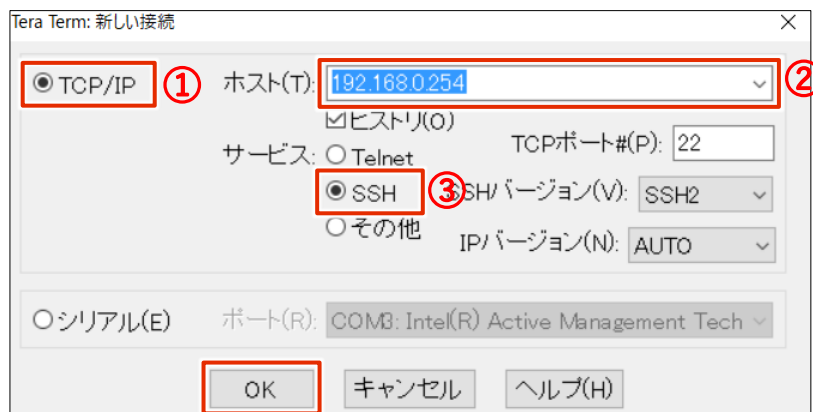 Tera Term: 新しい接続
TCP/IP ① ホスト(T): 192.168.0.254 ②
ヒストリ(O)
サービス: Telnet TCPポート#(P): 22
SSH ③ SSHバージョン(V): SSH2
その他 IPバージョン(N): AUTO
シリアル(E) ポート(R): COM3: Intel(R) Active Management Tech
OK キャンセル ヘルプ(H)